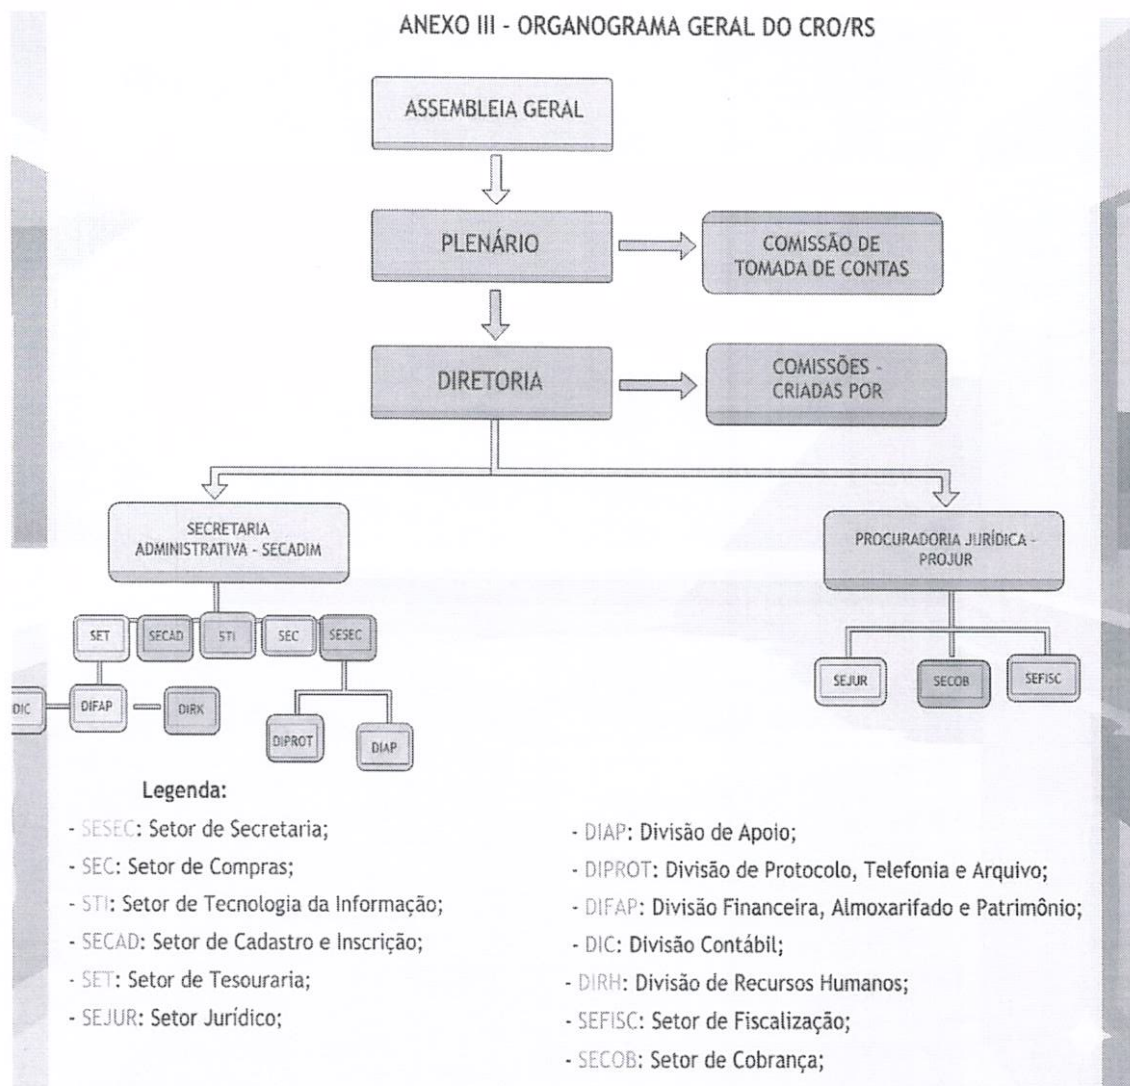 ANEXO III - ORGANOGRAMA GERAL DO CRO/RS
ASSEMBLEIA GERAL
PLENÁRIO
COMISSÃO DE
TOMADA DE CONTAS
DIRETORIA
COMISSÕES -
CRIADAS POR
SECRETARIA
ADMINISTRATIVA - SECADIM
PROCURADORIA JURÍDICA -
PROJUR
SET
SECAD
STI
SEC
SESEC
SEJUR
SECOB
SEFISC
DIC
DIFAP
DIRK
DIPROT
DIAP
Legenda:
- SESEC: Setor de Secretaria;
- SEC: Setor de Compras;
- STI: Setor de Tecnologia da Informação;
- SECAD: Setor de Cadastro e Inscrição;
- SET: Setor de Tesouraria;
- SEJUR: Setor Jurídico;
- DIAP: Divisão de Apoio;
- DIPROT: Divisão de Protocolo, Telefonia e Arquivo;
- DIFAP: Divisão Financeira, Almoxarifado e Patrimônio;
- DIC: Divisão Contábil;
- DIRH: Divisão de Recursos Humanos;
- SEFISC: Setor de Fiscalização;
- SECOB: Setor de Cobrança;